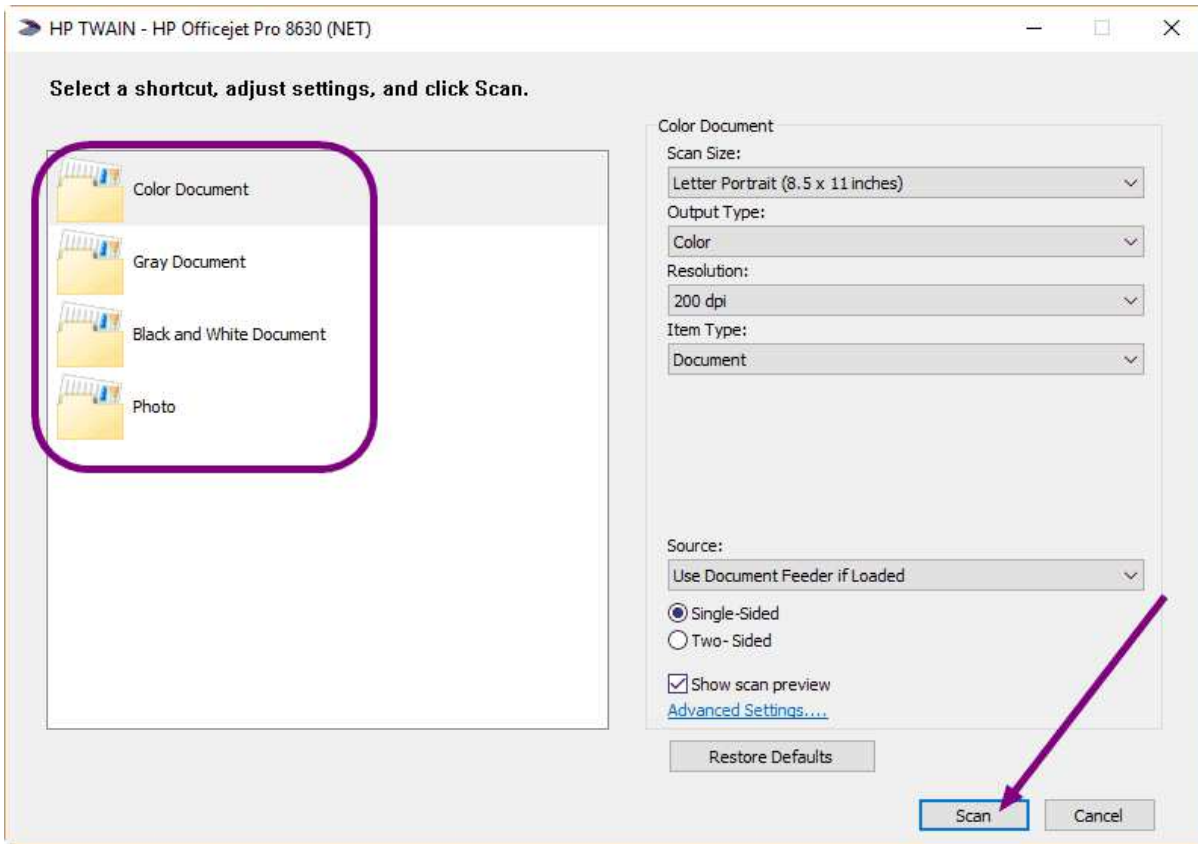 HP TWAIN - HP Officejet Pro 8630 (NET)
Select a shortcut, adjust settings, and click Scan.
Color Document
Gray Document
Black and White Document
Photo
Color Document
Scan Size:
Letter Portrait (8.5 x 11 inches)
Output Type:
Color
Resolution:
200 dpi
Item Type:
Document
Source:
Use Document Feeder if Loaded
Single-Sided
Two- Sided
Show scan preview
Advanced Settings....
Restore Defaults
Scan
Cancel